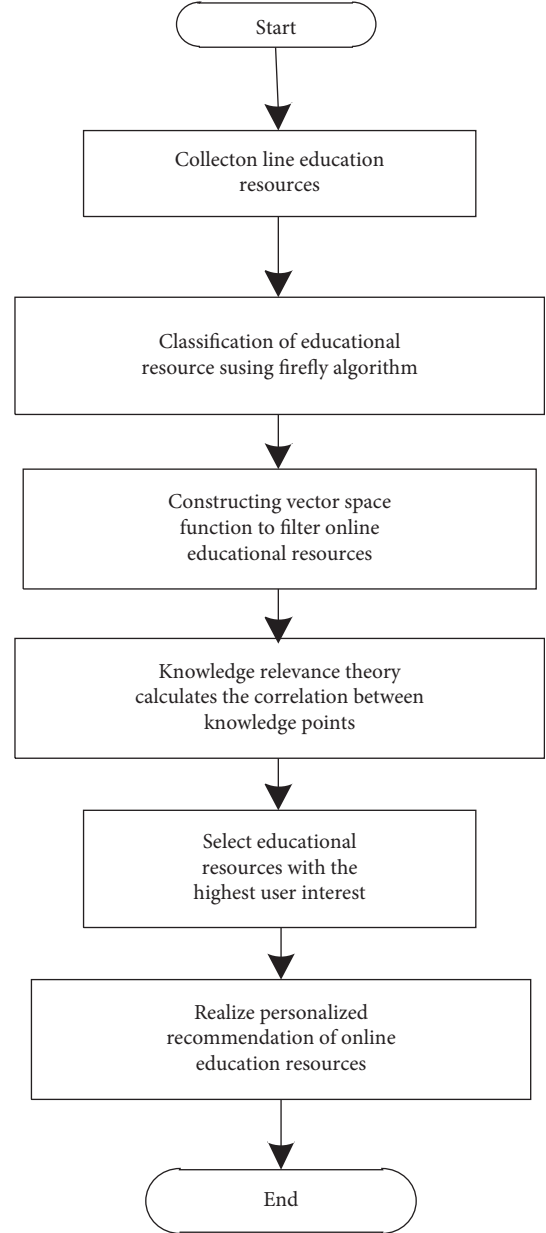 Start
Collecton line education
resources
Classification of educational
resource susing firefly algorithm
Constructing vector space
function to filter online
educational resources
Knowledge relevance theory
calculates the correlation between
knowledge points
Select educational
resources with the
highest user interest
Realize personalized
recommendation of online
education resources
End